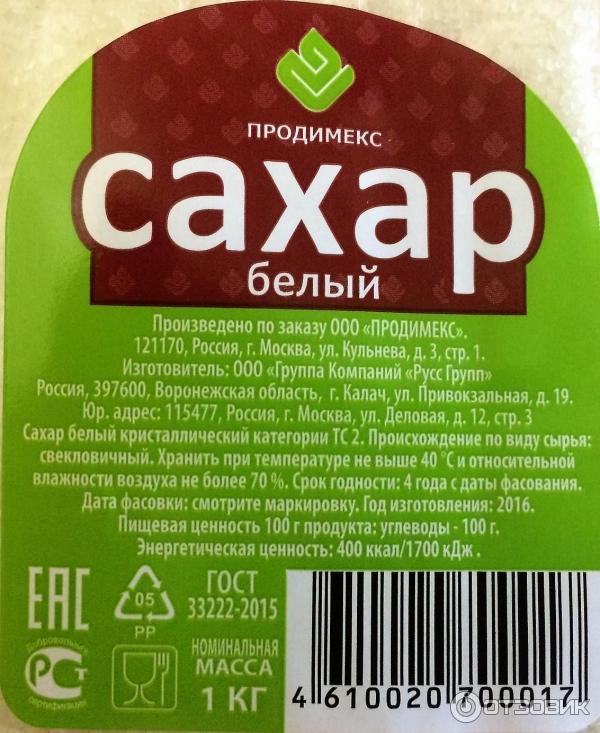 ПРОДИМЕКС
сахар
белый
Произведено по заказу ООО «ПРОДИМЕКС».
121170, Россия, г. Москва, ул. Кульнева, д. 3, стр. 1.
Изготовитель: ООО «Группа Компаний «Русс Групп»
Россия, 397600, Воронежская область, г. Калач, ул. Привокзальная, д. 19.
Юр. адрес: 115477, Россия, г. Москва, ул. Деловая, д. 12, стр. 3
Сахар белый кристаллический категории ТС 2. Происхождение по виду сырья:
свекловичный. Хранить при температуре не выше 40 °С и относительной
влажности воздуха не более 70 %. Срок годности: 4 года с даты фасования.
Дата фасовки: смотрите маркировку. Год изготовления: 2016.
Пищевая ценность 100 г продукта: углеводы - 100 г.
Энергетическая ценность: 400 ккал/1700 кДж .
ЕАС
05
PP
ГОСТ
33222-2015
Добровольная
РСТ
сертификация
НОМИНАЛЬНАЯ
МАССА
1 КГ
4 610020 700017
ОТЗОВИК